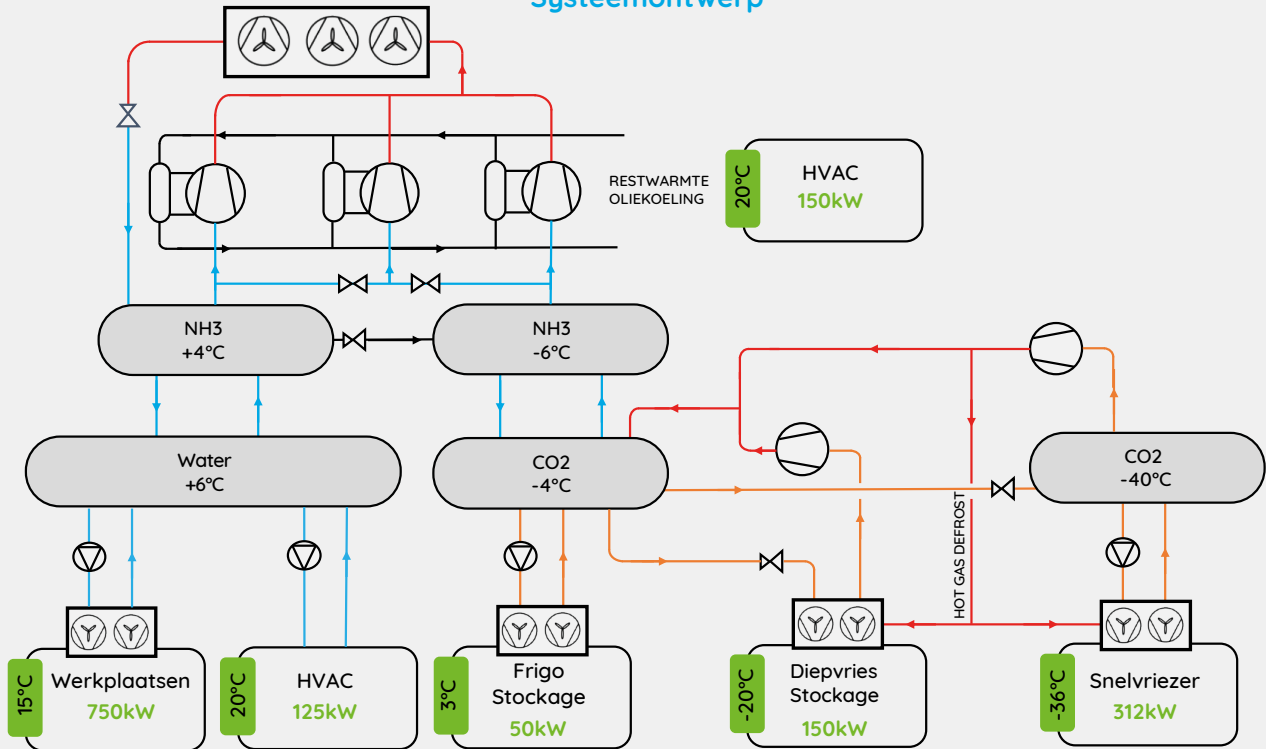 Systeemontwerp
RESTWARMTE
OLIEKOELING
20°C
HVAC
150kW
NH3
+4°C
NH3
-6°C
Water
+6°C
CO2
-4°C
CO2
-40°C
HOT GAS DEFROST
15°C
Werkplaatsen
750kW
20°C
HVAC
125kW
3°C
Frigo
Stockage
50kW
-20°C
Diepvries
Stockage
150kW
-36°C
Snelvriezer
312kW